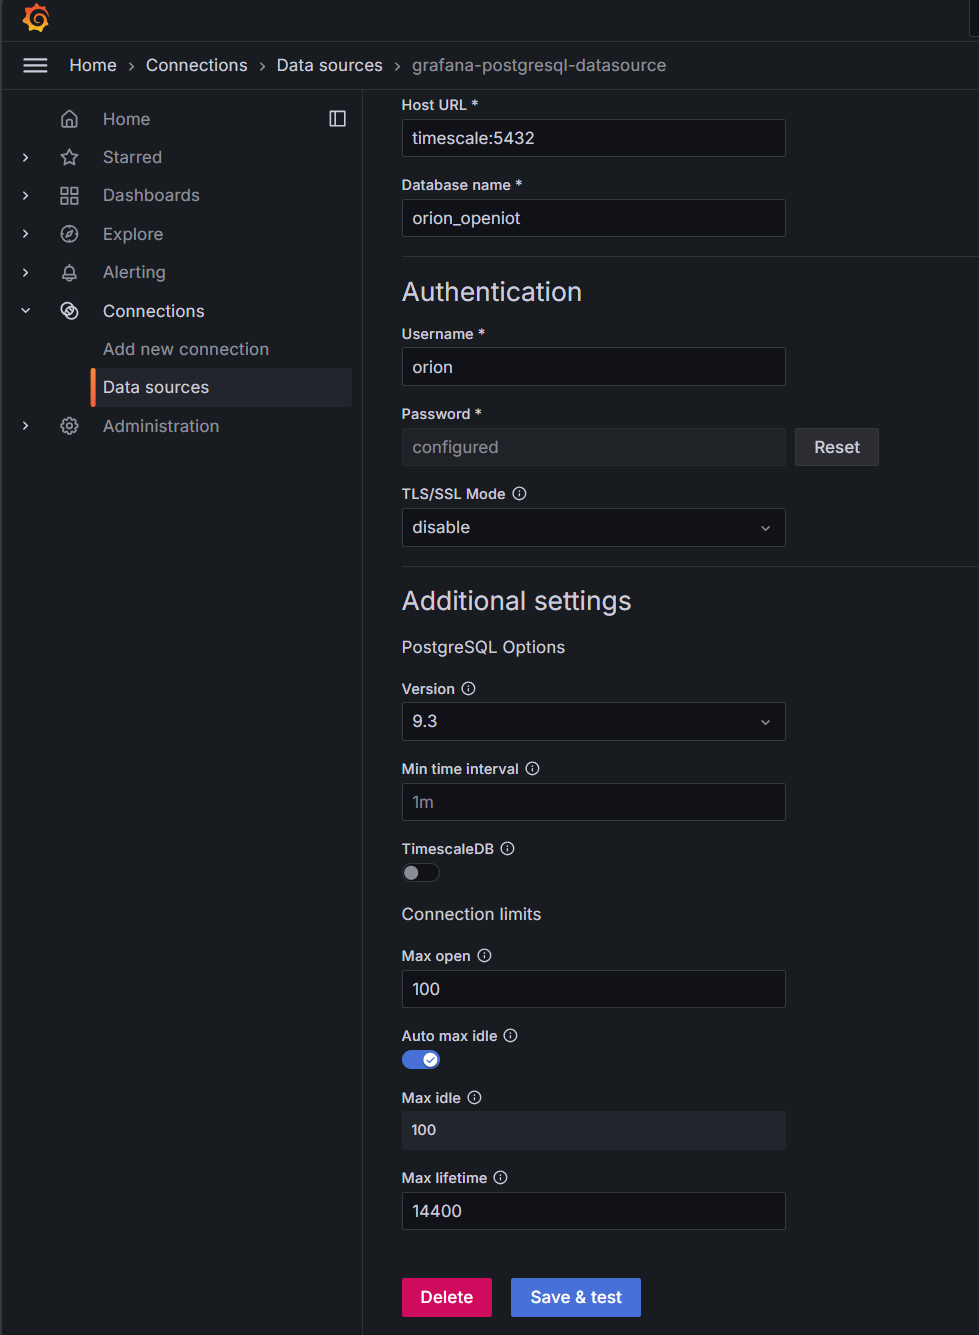 Home › Connections › Data sources › grafana-postgresql-datasource
Home
Starred
Dashboards
Explore
Alerting
Connections
Add new connection
Data sources
Administration
Host URL *
timescale:5432
Database name *
orion_openiot
Authentication
Username *
orion
Password *
configured
Reset
TLS/SSL Mode
disable
Additional settings
PostgreSQL Options
Version
9.3
Min time interval
1m
TimescaleDB
Connection limits
Max open
100
Auto max idle
Max idle
100
Max lifetime
14400
Delete
Save & test